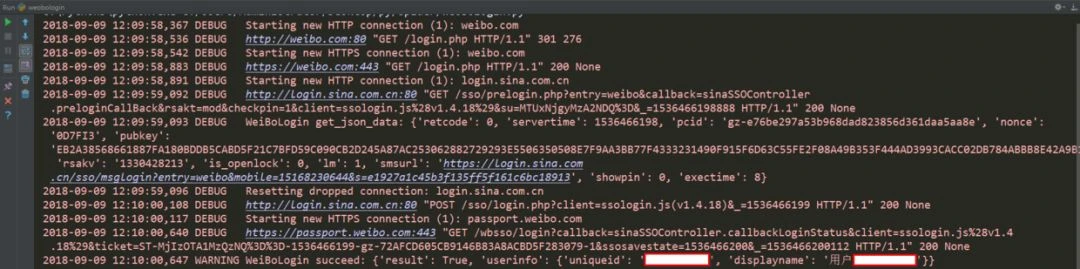 Run weobologin
2018-09-09 12:09:58,367 DEBUG Starting new HTTP connection (1): weibo.com
2018-09-09 12:09:58,536 DEBUG http://weibo.com:80 "GET /login.php HTTP/1.1" 301 276
2018-09-09 12:09:58,542 DEBUG Starting new HTTPS connection (1): weibo.com
2018-09-09 12:09:58,883 DEBUG https://weibo.com:443 "GET /login.php HTTP/1.1" 200 None
2018-09-09 12:09:58,891 DEBUG Starting new HTTP connection (1): login.sina.com.cn
2018-09-09 12:09:59,092 DEBUG http://login.sina.com.cn:80 "GET /sso/prelogin.php?entry=weibo&callback=sinaSSOController
.preloginCallBack&rsakt=mod&checkpin=1&client=ssologin.js%28v1.4.18%29&su=MTUxNjgyMzA2NDQ%3D&_=1536466198888 HTTP/1.1" 200 None
2018-09-09 12:09:59,093 DEBUG WeiBoLogin get_json_data: {'retcode': 0, 'servertime': 1536466198, 'pcid': 'gz-e76be297a53b968dad823856d361daa5aa8e', 'nonce':
'0D7FI3', 'pubkey':
'EB2A38568661887FA180BDDB5CABD5F21C7BFD59C090CB2D245A87AC253062882729293E5506350508E7F9AA3BB77F4333231490F915F6D63C55FE2F08A49B353F444AD3993CACC02DB784ABBB8E42A9B1
'rsakv': '1330428213', 'is_openlock': 0, 'lm': 1, 'smsurl': 'https://login.sina.com
.cn/sso/msglogin?entry=weibo&mobile=15168230644&s=e1927a1c45b3f135ff5f161c6bc18913', 'showpin': 0, 'exectime': 8}
2018-09-09 12:09:59,096 DEBUG Resetting dropped connection: login.sina.com.cn
2018-09-09 12:10:00,108 DEBUG http://login.sina.com.cn:80 "POST /sso/login.php?client=ssologin.js(v1.4.18)&_=1536466199 HTTP/1.1" 200 None
2018-09-09 12:10:00,117 DEBUG Starting new HTTPS connection (1): passport.weibo.com
2018-09-09 12:10:00,640 DEBUG https://passport.weibo.com:443 "GET /wbsso/login?callback=sinaSSOController.callbackLoginStatus&client=ssologin.js%28v1.4
.18%29&ticket=ST-MjIzOTA1MzQzNQ%3D%3D-1536466199-gz-72AFCD605CB9146B83A8ACBD5F283079-1&ssosavestate=1536466200&_=1536466200112 HTTP/1.1" 200 None
2018-09-09 12:10:00,647 WARNING WeiBoLogin succeed: {'result': True, 'userinfo': {'uniqueid': ' ', 'displayname': '用户 '}}